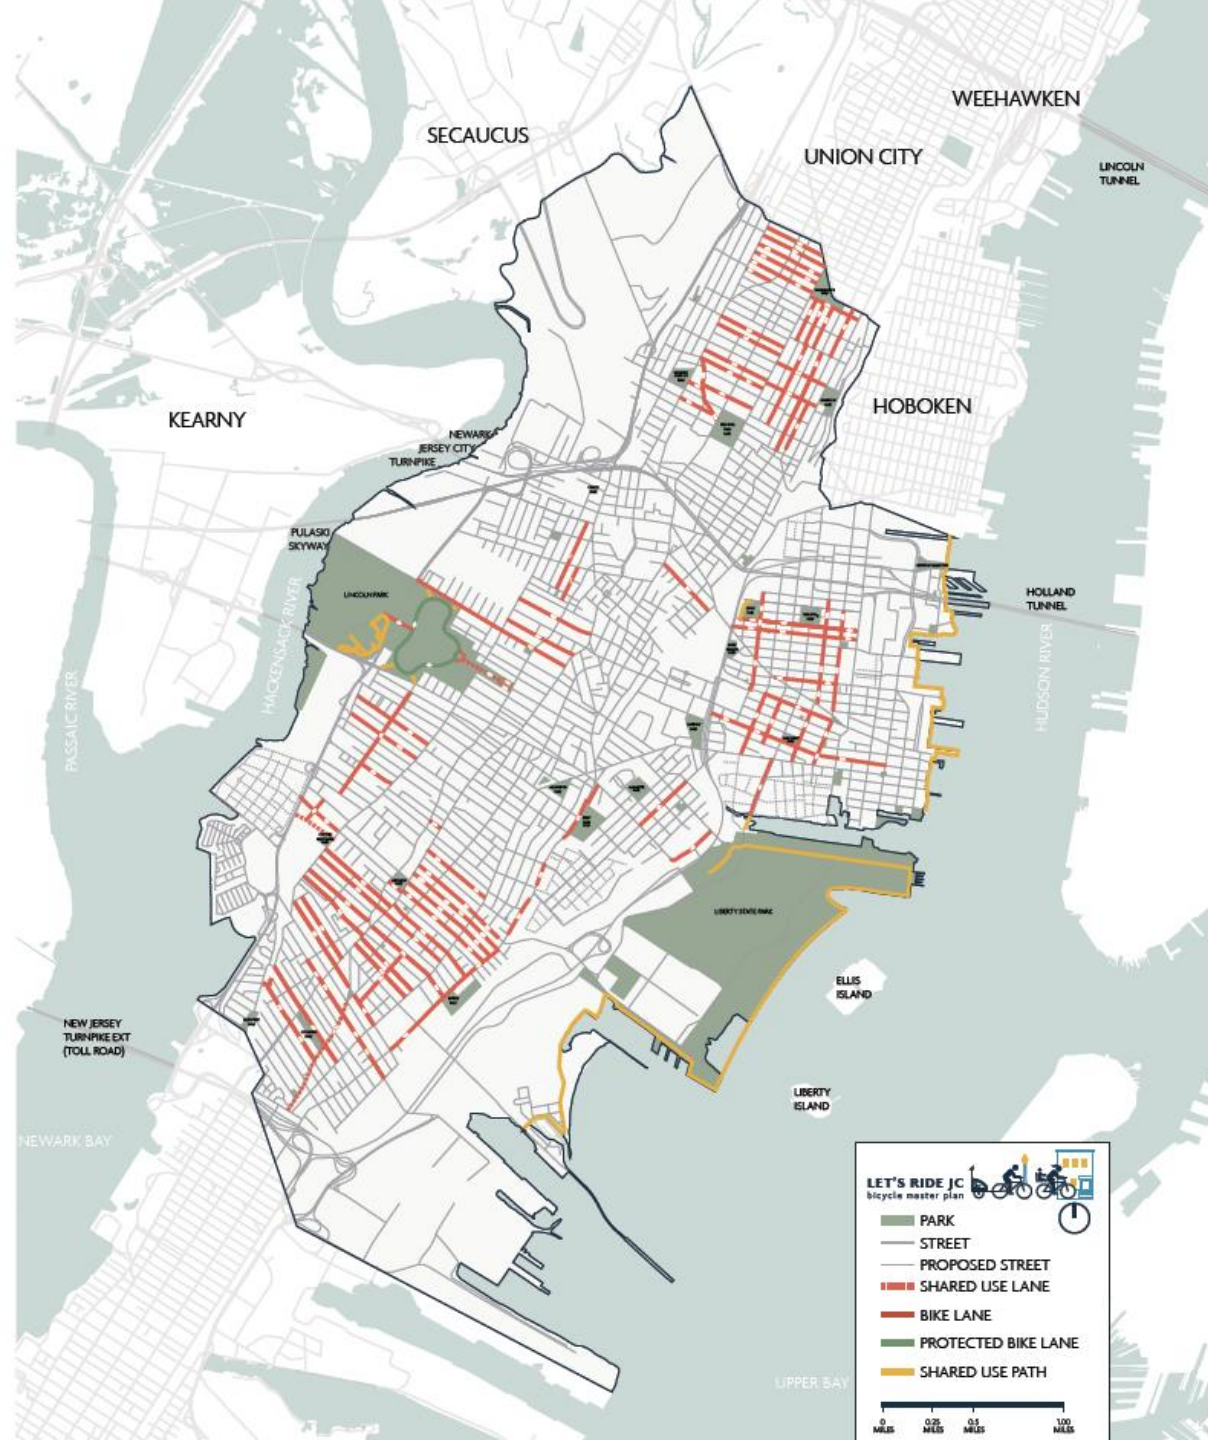 WEEHAWKEN
SECAUCUS
UNION CITY
LINCOLN
TUNNEL
KEARNY
HOBOKEN
NEWARK
JERSEY CITY
TURNPIKE
PULASKI
SKYWAY
LINCOLN PARK
HOLLAND
TUNNEL
HACKENSACK RIVER
PASSAIC RIVER
HUDSON RIVER
LIBERTY STATE PARK
ELLIS
ISLAND
NEW JERSEY
TURNPIKE EXT
(TOLL ROAD)
LIBERTY
ISLAND
NEWARK BAY
UPPER BAY
LET'S RIDE JC
bicycle master plan
PARK
STREET
PROPOSED STREET
SHARED USE LANE
BIKE LANE
PROTECTED BIKE LANE
SHARED USE PATH
0 0.25 0.5 1.00
MILES MILES MILES MILES